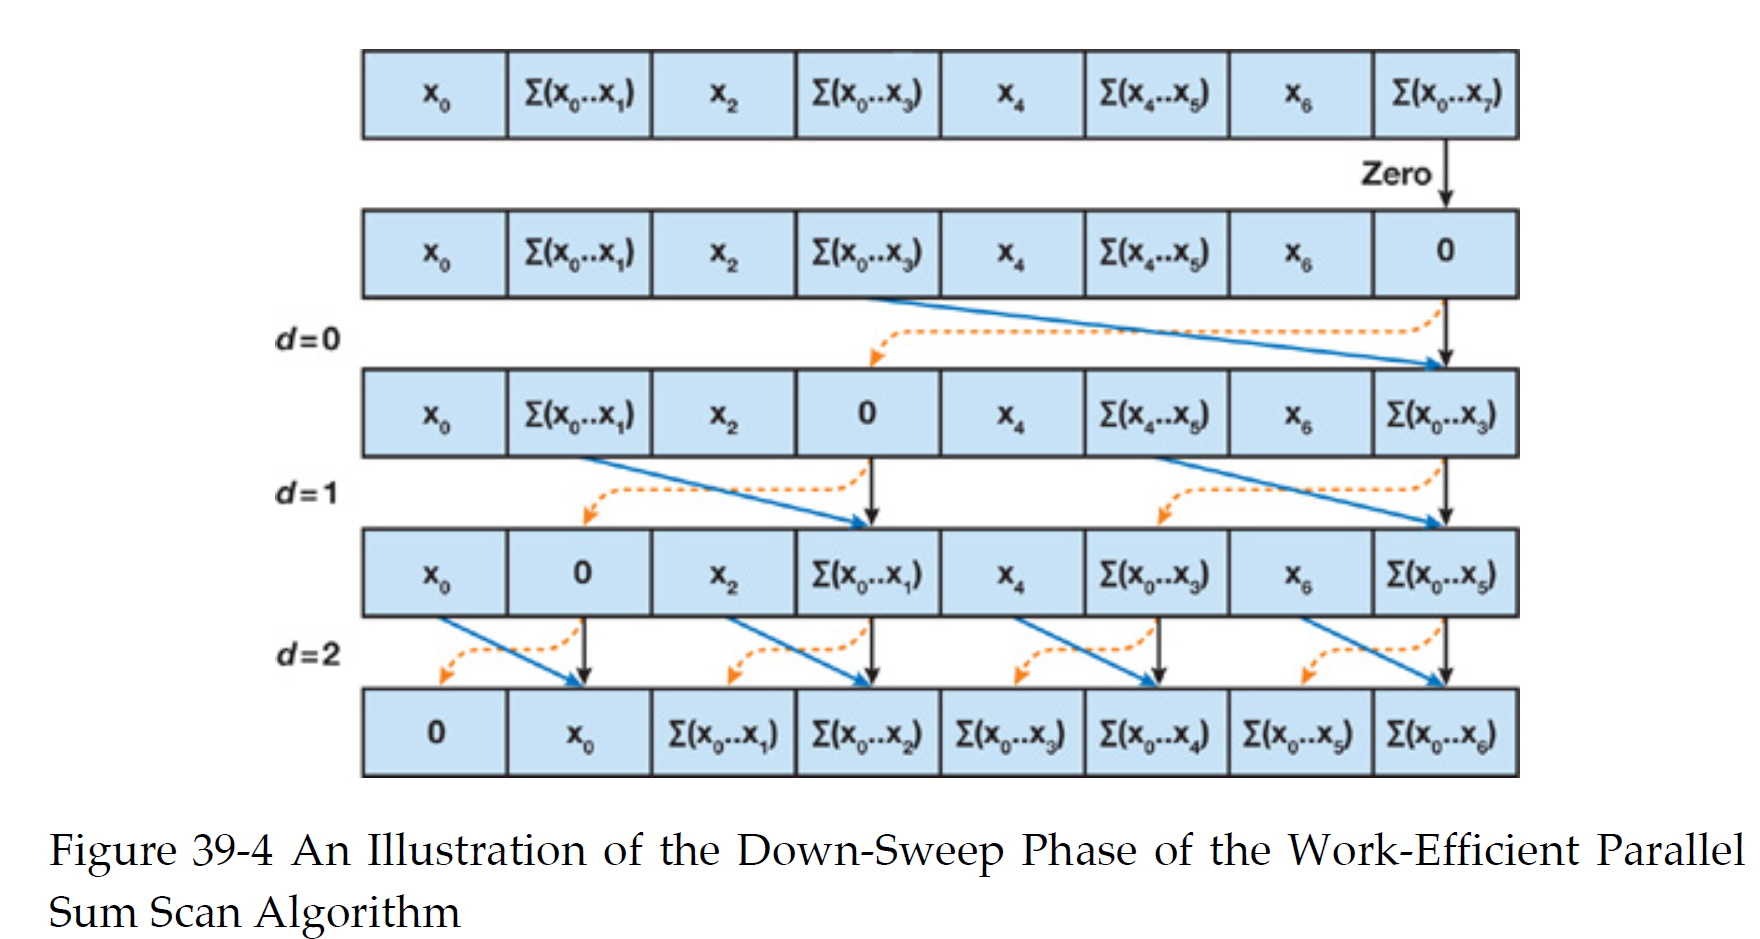 x₀ Σ(x₀..x₁) x₂ Σ(x₀..x₃) x₄ Σ(x₄..x₅) x₆ Σ(x₀..x₇)
Zero
x₀ Σ(x₀..x₁) x₂ Σ(x₀..x₃) x₄ Σ(x₄..x₅) x₆ 0
d=0
x₀ Σ(x₀..x₁) x₂ 0 x₄ Σ(x₄..x₅) x₆ Σ(x₀..x₃)
d=1
x₀ 0 x₂ Σ(x₀..x₁) x₄ Σ(x₀..x₃) x₆ Σ(x₀..x₅)
d=2
0 x₀ Σ(x₀..x₁) Σ(x₀..x₂) Σ(x₀..x₃) Σ(x₀..x₄) Σ(x₀..x₅) Σ(x₀..x₆)
Figure 39-4 An Illustration of the Down-Sweep Phase of the Work-Efficient Parallel
Sum Scan Algorithm